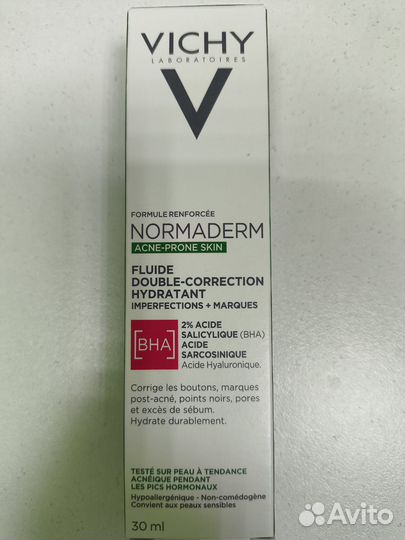 VICHY
LABORATOIRES
V
FORMULE RENFORCÉE
NORMADERM
ACNE-PRONE SKIN
FLUIDE
DOUBLE-CORRECTION
HYDRATANT
IMPERFECTIONS + MARQUES
[BHA]
2% ACIDE
SALICYLIQUE (BHA)
ACIDE
SARCOSINIQUE
Acide Hyaluronique.
Corrige les boutons, marques
post-acné, points noirs, pores
et excès de sébum.
Hydrate durablement.
TESTÉ SUR PEAU À TENDANCE
ACNÉIQUE PENDANT
LES PICS HORMONAUX
Hypoallergénique - Non-comédogène
Convient aux peaux sensibles
30 ml
Avito